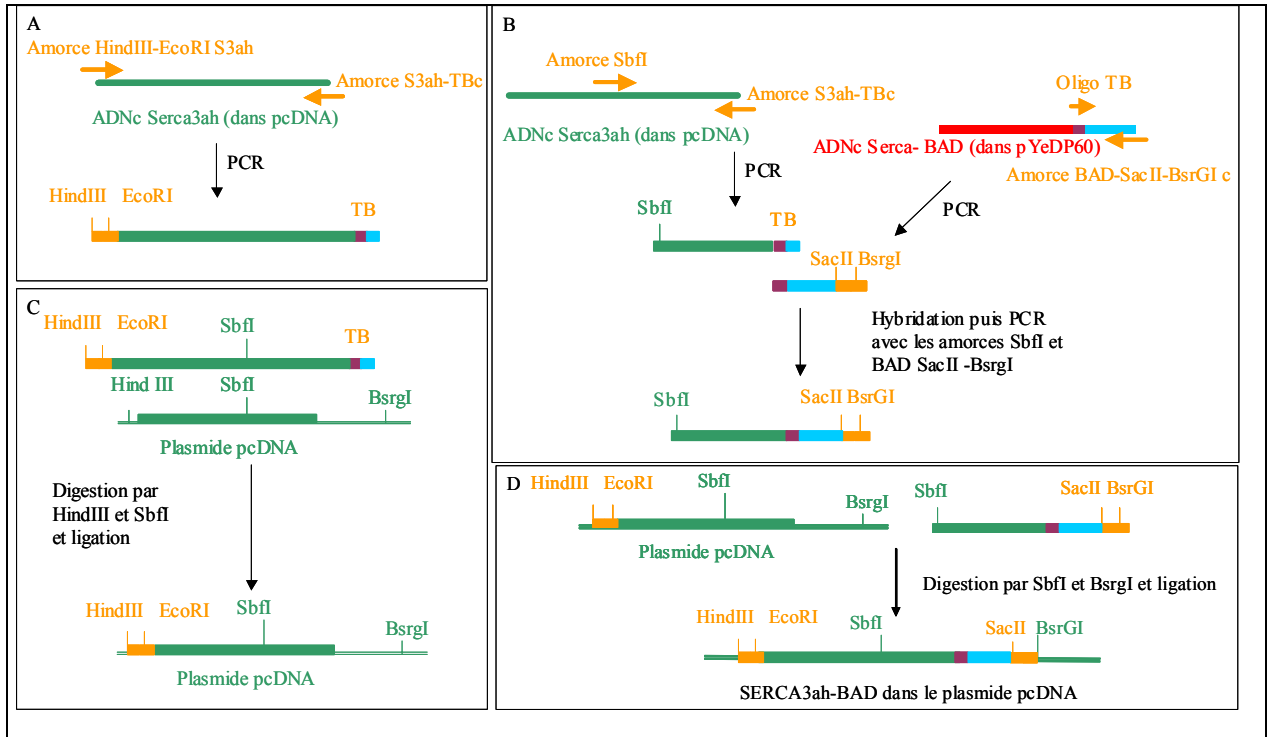 A
Amorce HindIII-EcoRI S3ah
Amorce S3ah-TBc
ADNc Serca3ah (dans pcDNA)
PCR
HindIII EcoRI
TB
B
Amorce SbfI
Amorce S3ah-TBc
ADNc Serca3ah (dans pcDNA)
Oligo TB
ADNc Serca- BAD (dans pYeDP60)
Amorce BAD-SacII-BsrGI c
PCR
PCR
SbfI
TB
SacII BsrgI
Hybridation puis PCR
avec les amorces SbfI et
BAD SacII -BsrgI
SbfI
SacII BsrGI
C
HindIII EcoRI
SbfI
TB
Hind III
SbfI
BsrgI
Plasmide pcDNA
Digestion par
HindIII et SbfI
et ligation
HindIII EcoRI
SbfI
BsrgI
Plasmide pcDNA
D
HindIII EcoRI
SbfI
BsrgI
Plasmide pcDNA
SbfI
SacII BsrGI
Digestion par SbfI et BsrgI et ligation
HindIII EcoRI
SbfI
SacII
BsrGI
SERCA3ah-BAD dans le plasmide pcDNA